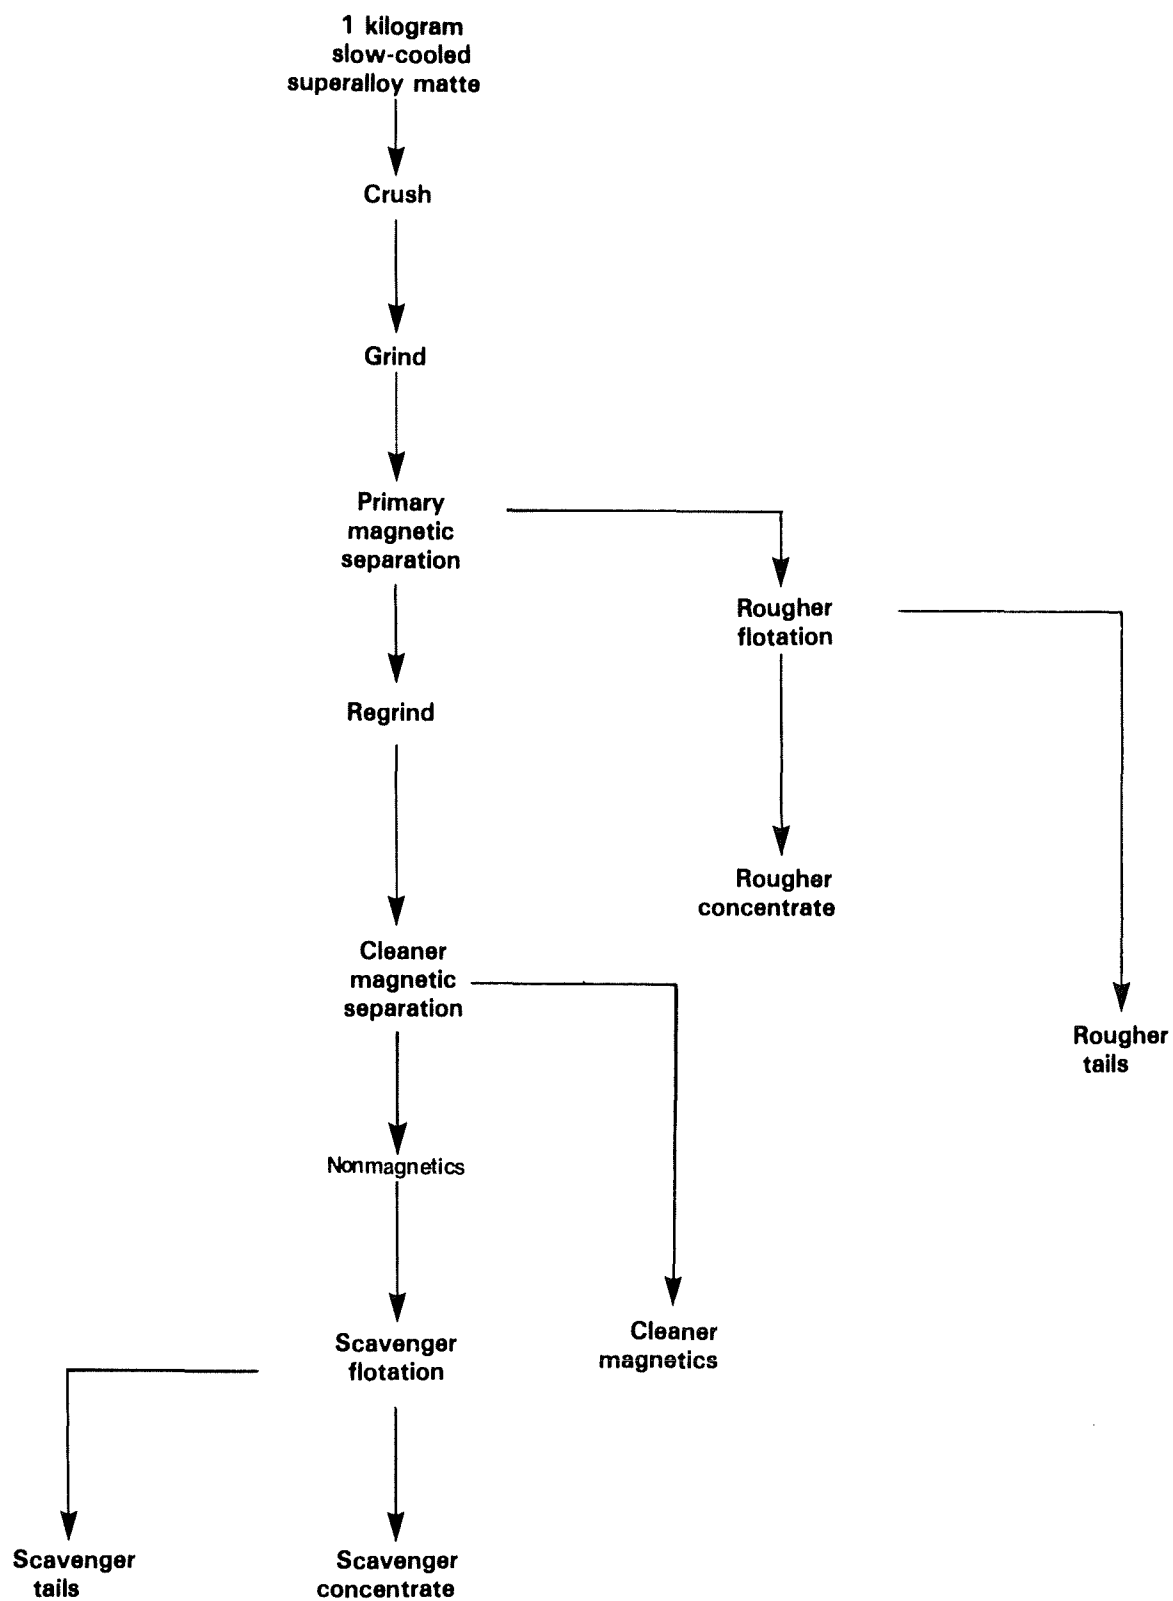 1 kilogram
slow-cooled
superalloy matte
Crush
Grind
Primary
magnetic
separation
Rougher
flotation
Regrind
Rougher
concentrate
Cleaner
magnetic
separation
Rougher
tails
Nonmagnetics
Scavenger
flotation
Cleaner
magnetics
Scavenger
tails
Scavenger
concentrate